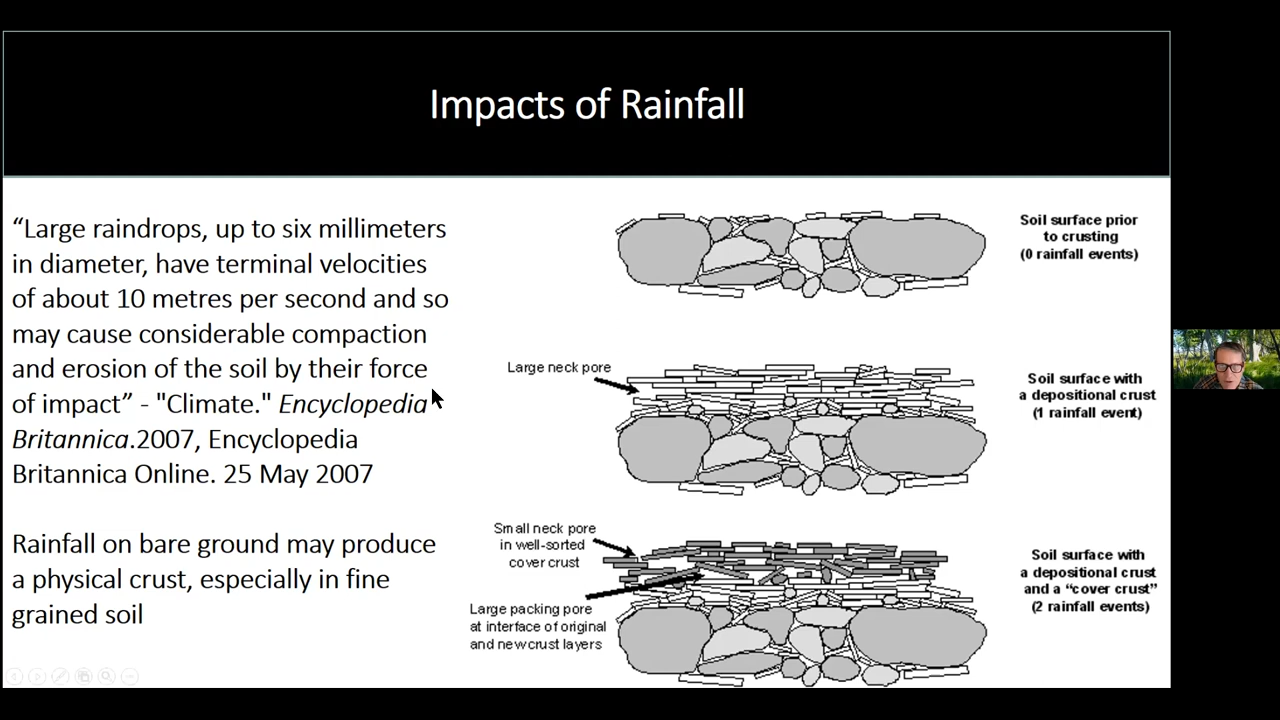 Impacts of Rainfall
“Large raindrops, up to six millimeters
in diameter, have terminal velocities
of about 10 metres per second and so
may cause considerable compaction
and erosion of the soil by their force
of impact” - "Climate." Encyclopedia
Britannica.2007, Encyclopedia
Britannica Online. 25 May 2007
Rainfall on bare ground may produce
a physical crust, especially in fine
grained soil
Soil surface prior
to crusting
(0 rainfall events)
Large neck pore
Soil surface with
a depositional crust
(1 rainfall event)
Small neck pore
in well-sorted
cover crust
Large packing pore
at interface of original
and new crust layers
Soil surface with
a depositional crust
and a “cover crust”
(2 rainfall events)